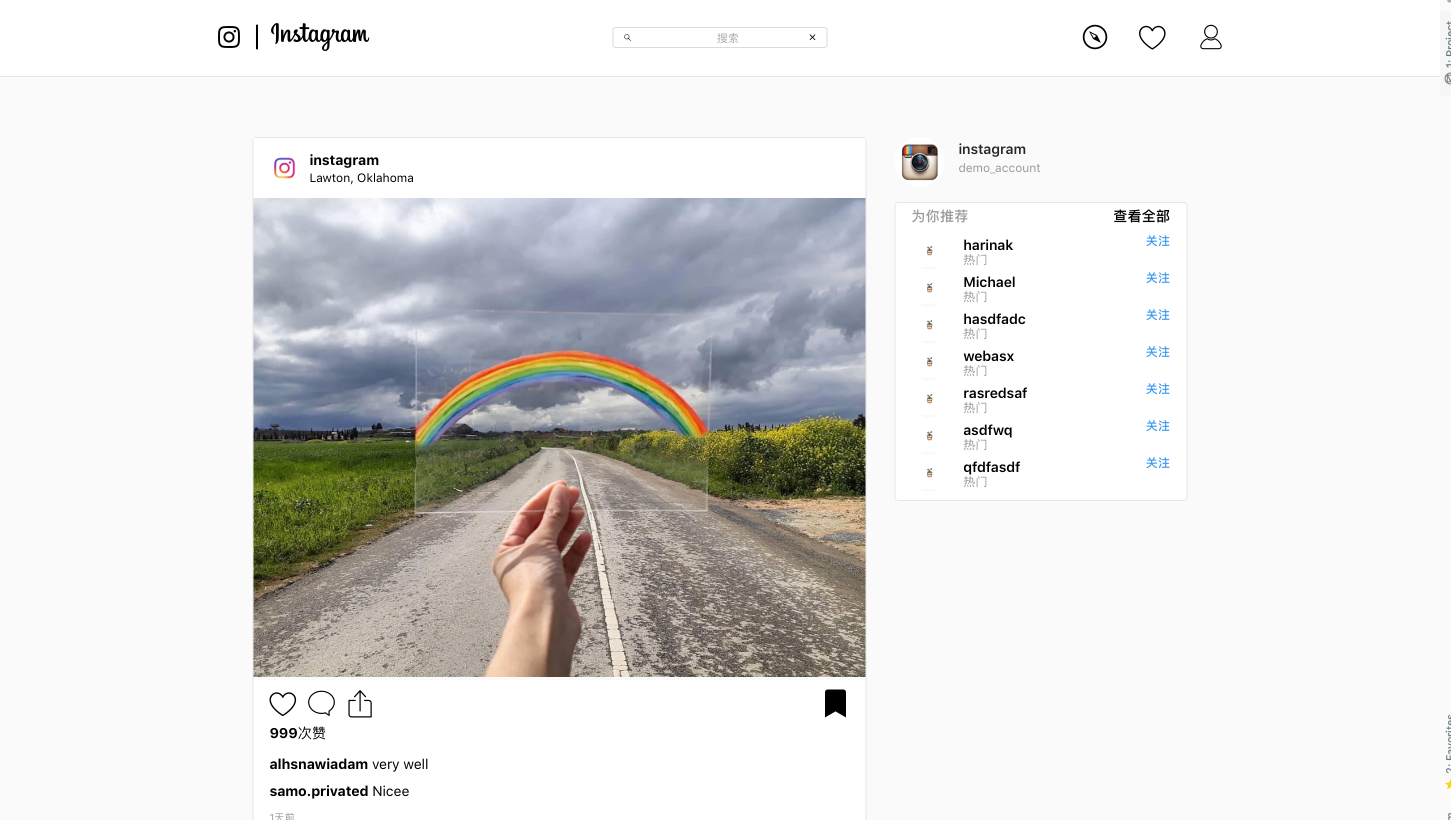 Instagram
搜索
instagram
Lawton, Oklahoma
999次赞
alhsnawiadam very well
samo.privated Nicee
1天前
instagram
demo_account
为你推荐 查看全部
harinak 关注
热门
Michael 关注
热门
hasdfadc 关注
热门
webasx 关注
热门
rasredsaf 关注
热门
asdfwq 关注
热门
qfdfasdf 关注
热门
1: Project
2: Favorites